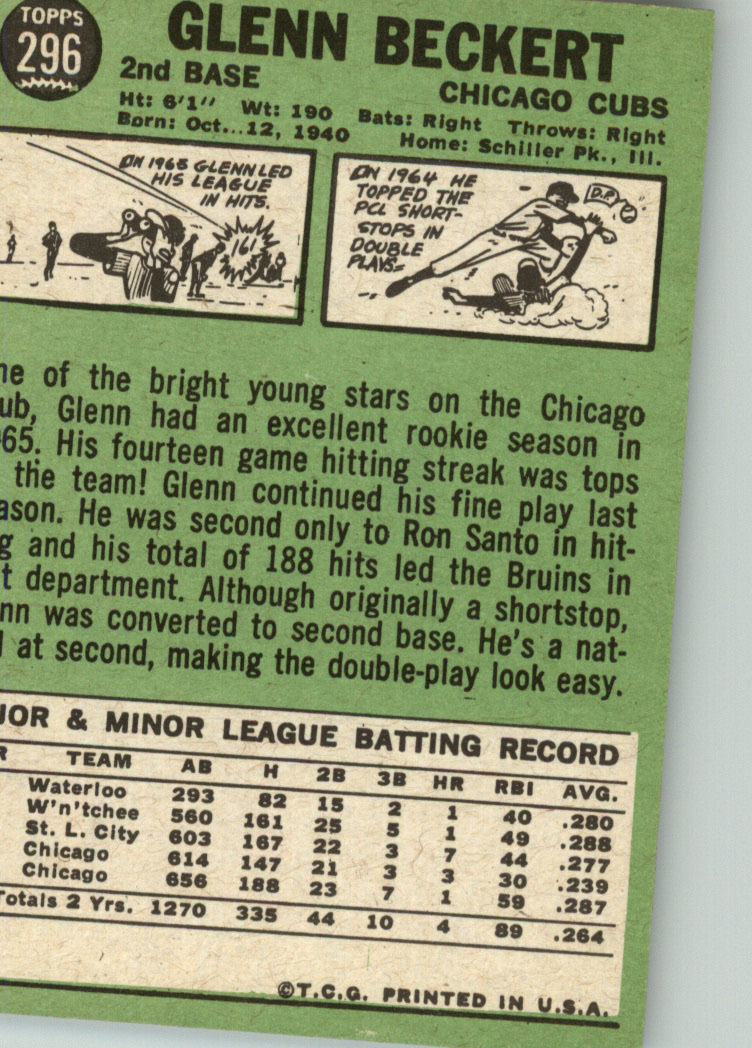 TOPPS
296
GLENN BECKERT
2nd BASE
CHICAGO CUBS
Ht: 6'1" Wt: 190 Bats: Right Throws: Right
Born: Oct...12, 1940 Home: Schiller Pk., Ill.
IN 1963 GLENN LED
HIS LEAGUE
IN HITS.
161
IN 1964 HE
TOPPED THE
PCL SHORT-
STOPS IN
DOUBLE
PLAYS.
D.P.
ne of the bright young stars on the Chicago
ub, Glenn had an excellent rookie season in
65. His fourteen game hitting streak was tops
the team! Glenn continued his fine play last
ason. He was second only to Ron Santo in hit-
g and his total of 188 hits led the Bruins in
t department. Although originally a shortstop,
nn was converted to second base. He's a nat-
l at second, making the double-play look easy.
JOR & MINOR LEAGUE BATTING RECORD
R TEAM AB H 2B 3B HR RBI AVG.
Waterloo 293 82 15 2 1 40 .280
W'n'tchee 560 161 25 5 1 49 .288
St. L. City 603 167 22 3 7 44 .277
Chicago 614 147 21 3 3 30 .239
Chicago 656 188 23 7 1 59 .287
Totals 2 Yrs. 1270 335 44 10 4 89 .264
©T.C.G. PRINTED IN U.S.A.